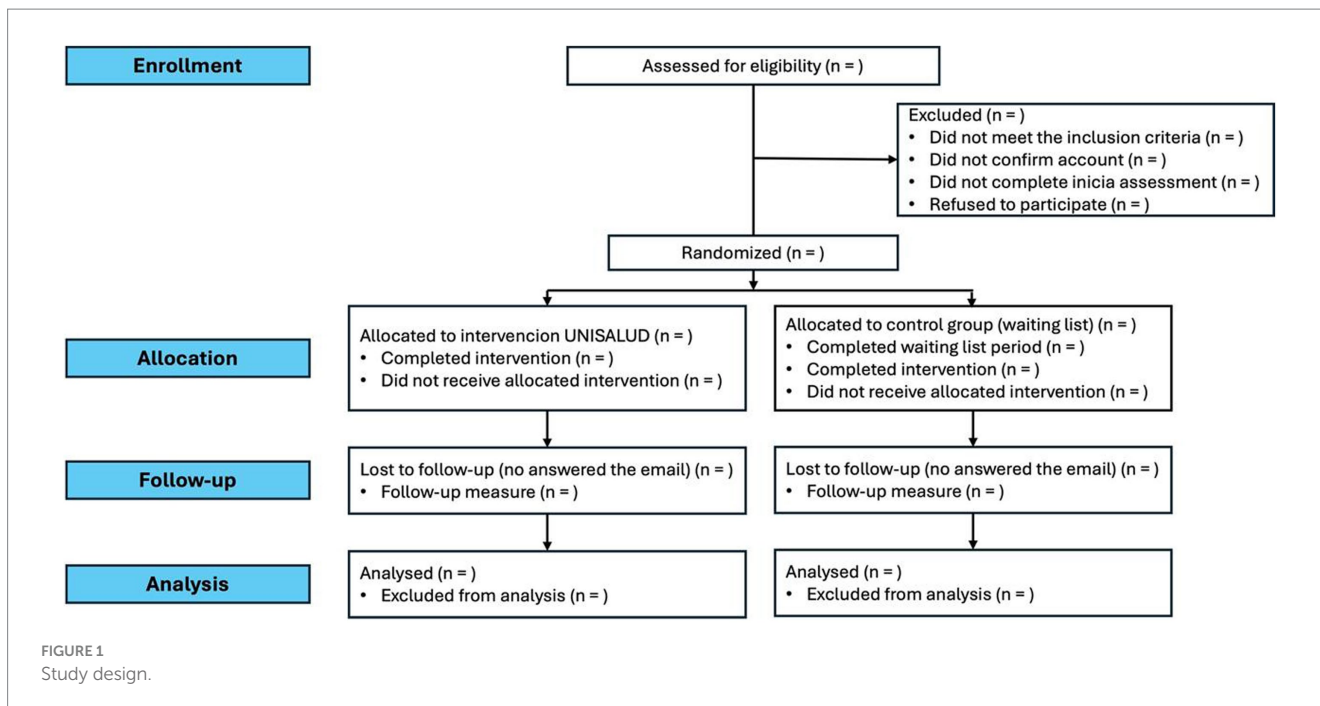 Enrollment
Assessed for eligibility (n = )
Excluded (n = )
• Did not meet the inclusion criteria (n = )
• Did not confirm account (n = )
• Did not complete inicia assessment (n = )
• Refused to participate (n = )
Randomized (n = )
Allocation
Allocated to intervencion UNISALUD (n = )
• Completed intervention (n = )
• Did not receive allocated intervention (n = )
Allocated to control group (waiting list) (n = )
• Completed waiting list period (n = )
• Completed intervention (n = )
• Did not receive allocated intervention (n = )
Follow-up
Lost to follow-up (no answered the email) (n = )
• Follow-up measure (n = )
Lost to follow-up (no answered the email) (n = )
• Follow-up measure (n = )
Analysis
Analysed (n = )
• Excluded from analysis (n = )
Analysed (n = )
• Excluded from analysis (n = )
FIGURE 1
Study design.